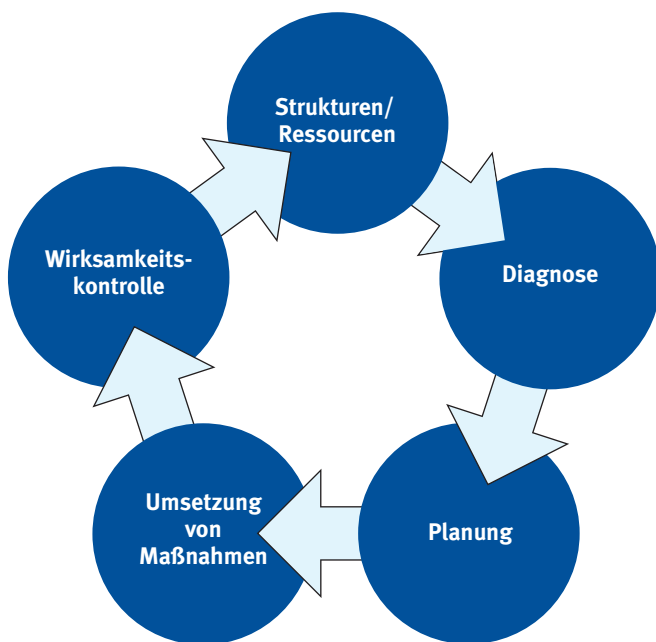 Strukturen/
Ressourcen
Diagnose
Planung
Umsetzung
von
Maßnahmen
Wirksamkeits-
kontrolle